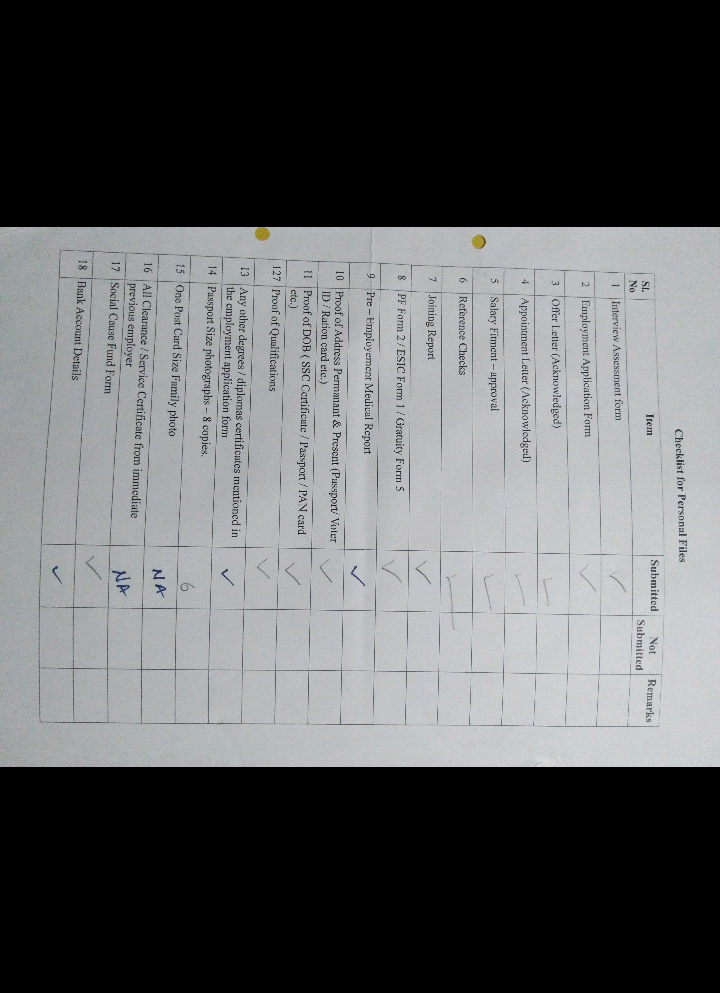 Checklist for Personal Files
SL No Item Submitted Not Submitted Remarks
1 Interview Assessment form ✓
2 Employment Application Form ✓
3 Offer Letter (Acknowledged) ✓
4 Appointment Letter (Acknowledged) ✓
5 Salary Fitment – approval ✓
6 Reference Checks ✓
7 Joining Report ✓
8 PF Form 2 / ESIC Form 1 / Gratuity Form 5 ✓
9 Pre – Employement Medical Report ✓
10 Proof of Address Permanant & Present (Passport/ Voter
ID / Ration card etc.) ✓
11 Proof of DOB ( SSC Certificate / Passport / PAN card
etc.) ✓
127 Proof of Qualifications ✓
13 Any other degrees / diplomas certificates mentioned in
the employment application form ✓
14 Passport Size photographs – 8 copies. 6
15 One Post Card Size Family photo NA
16 All Clearance / Service Certificate from immediate
previous employer NA
17 Social Cause Fund Form ✓
18 Bank Account Details ✓